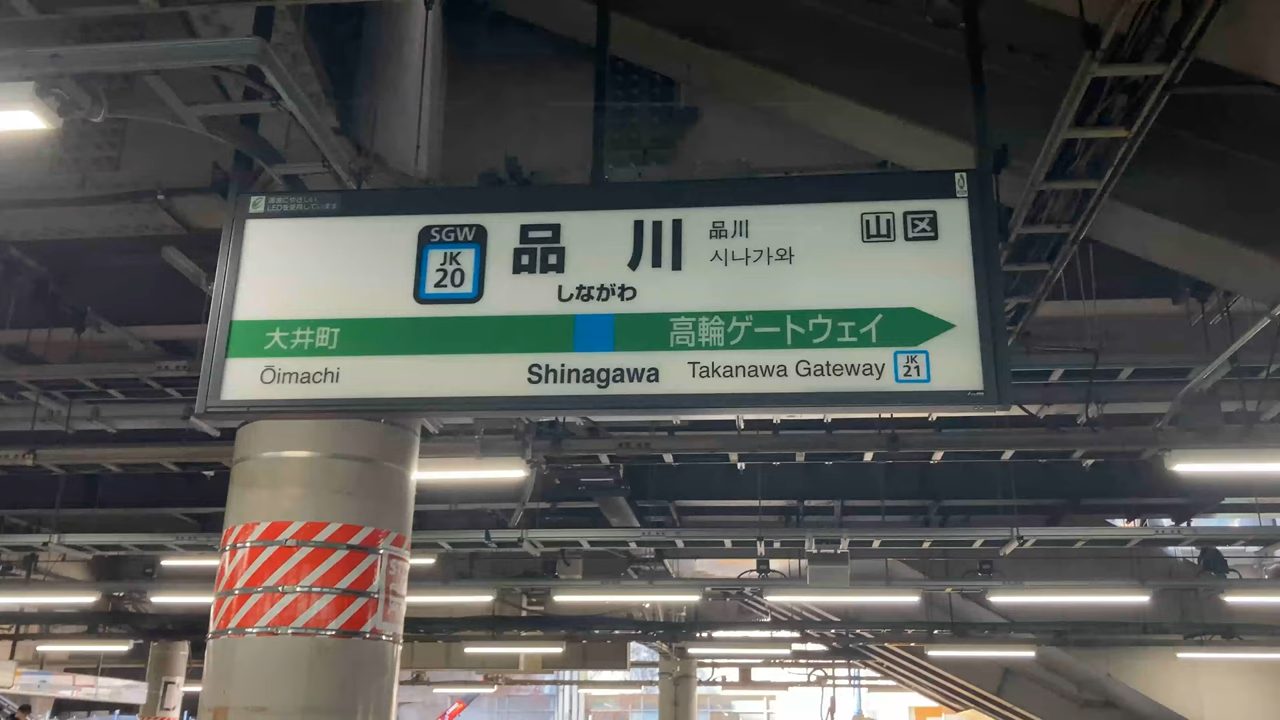 環境にやさしい
LEDを使用しています
SGW
JK
20
品川
品川
시나가와
しながわ
山 区
大井町
高輪ゲートウェイ
Ōimachi
Shinagawa
Takanawa Gateway
JK
21